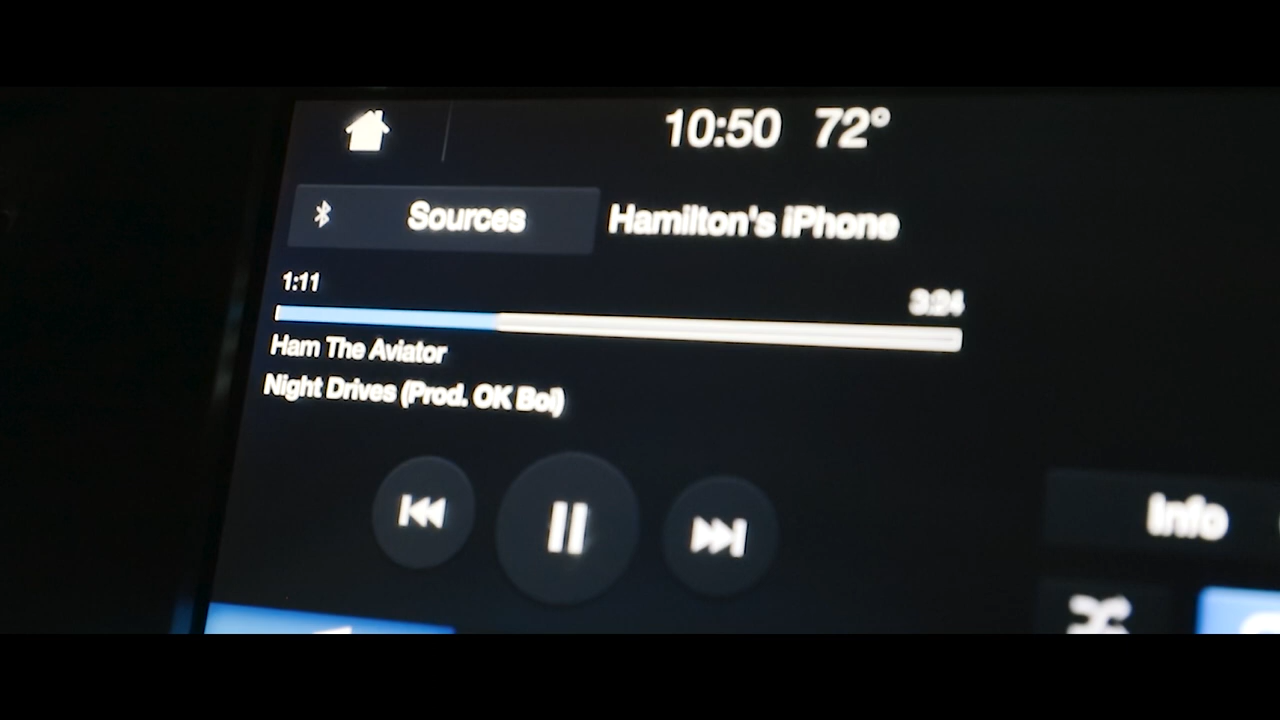 10:50 72°
Sources Hamilton's iPhone
1:11 3:24
Ham The Aviator
Night Drives (Prod. OK Boi)
Info